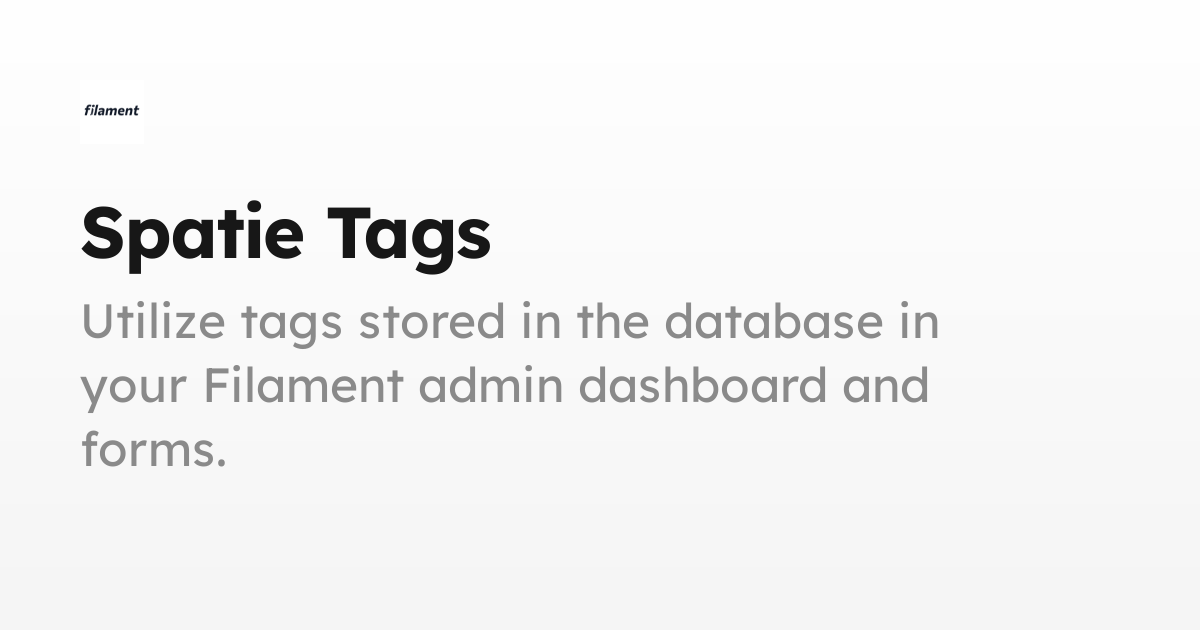 filament
Spatie Tags
Utilize tags stored in the database in
your Filament admin dashboard and
forms.